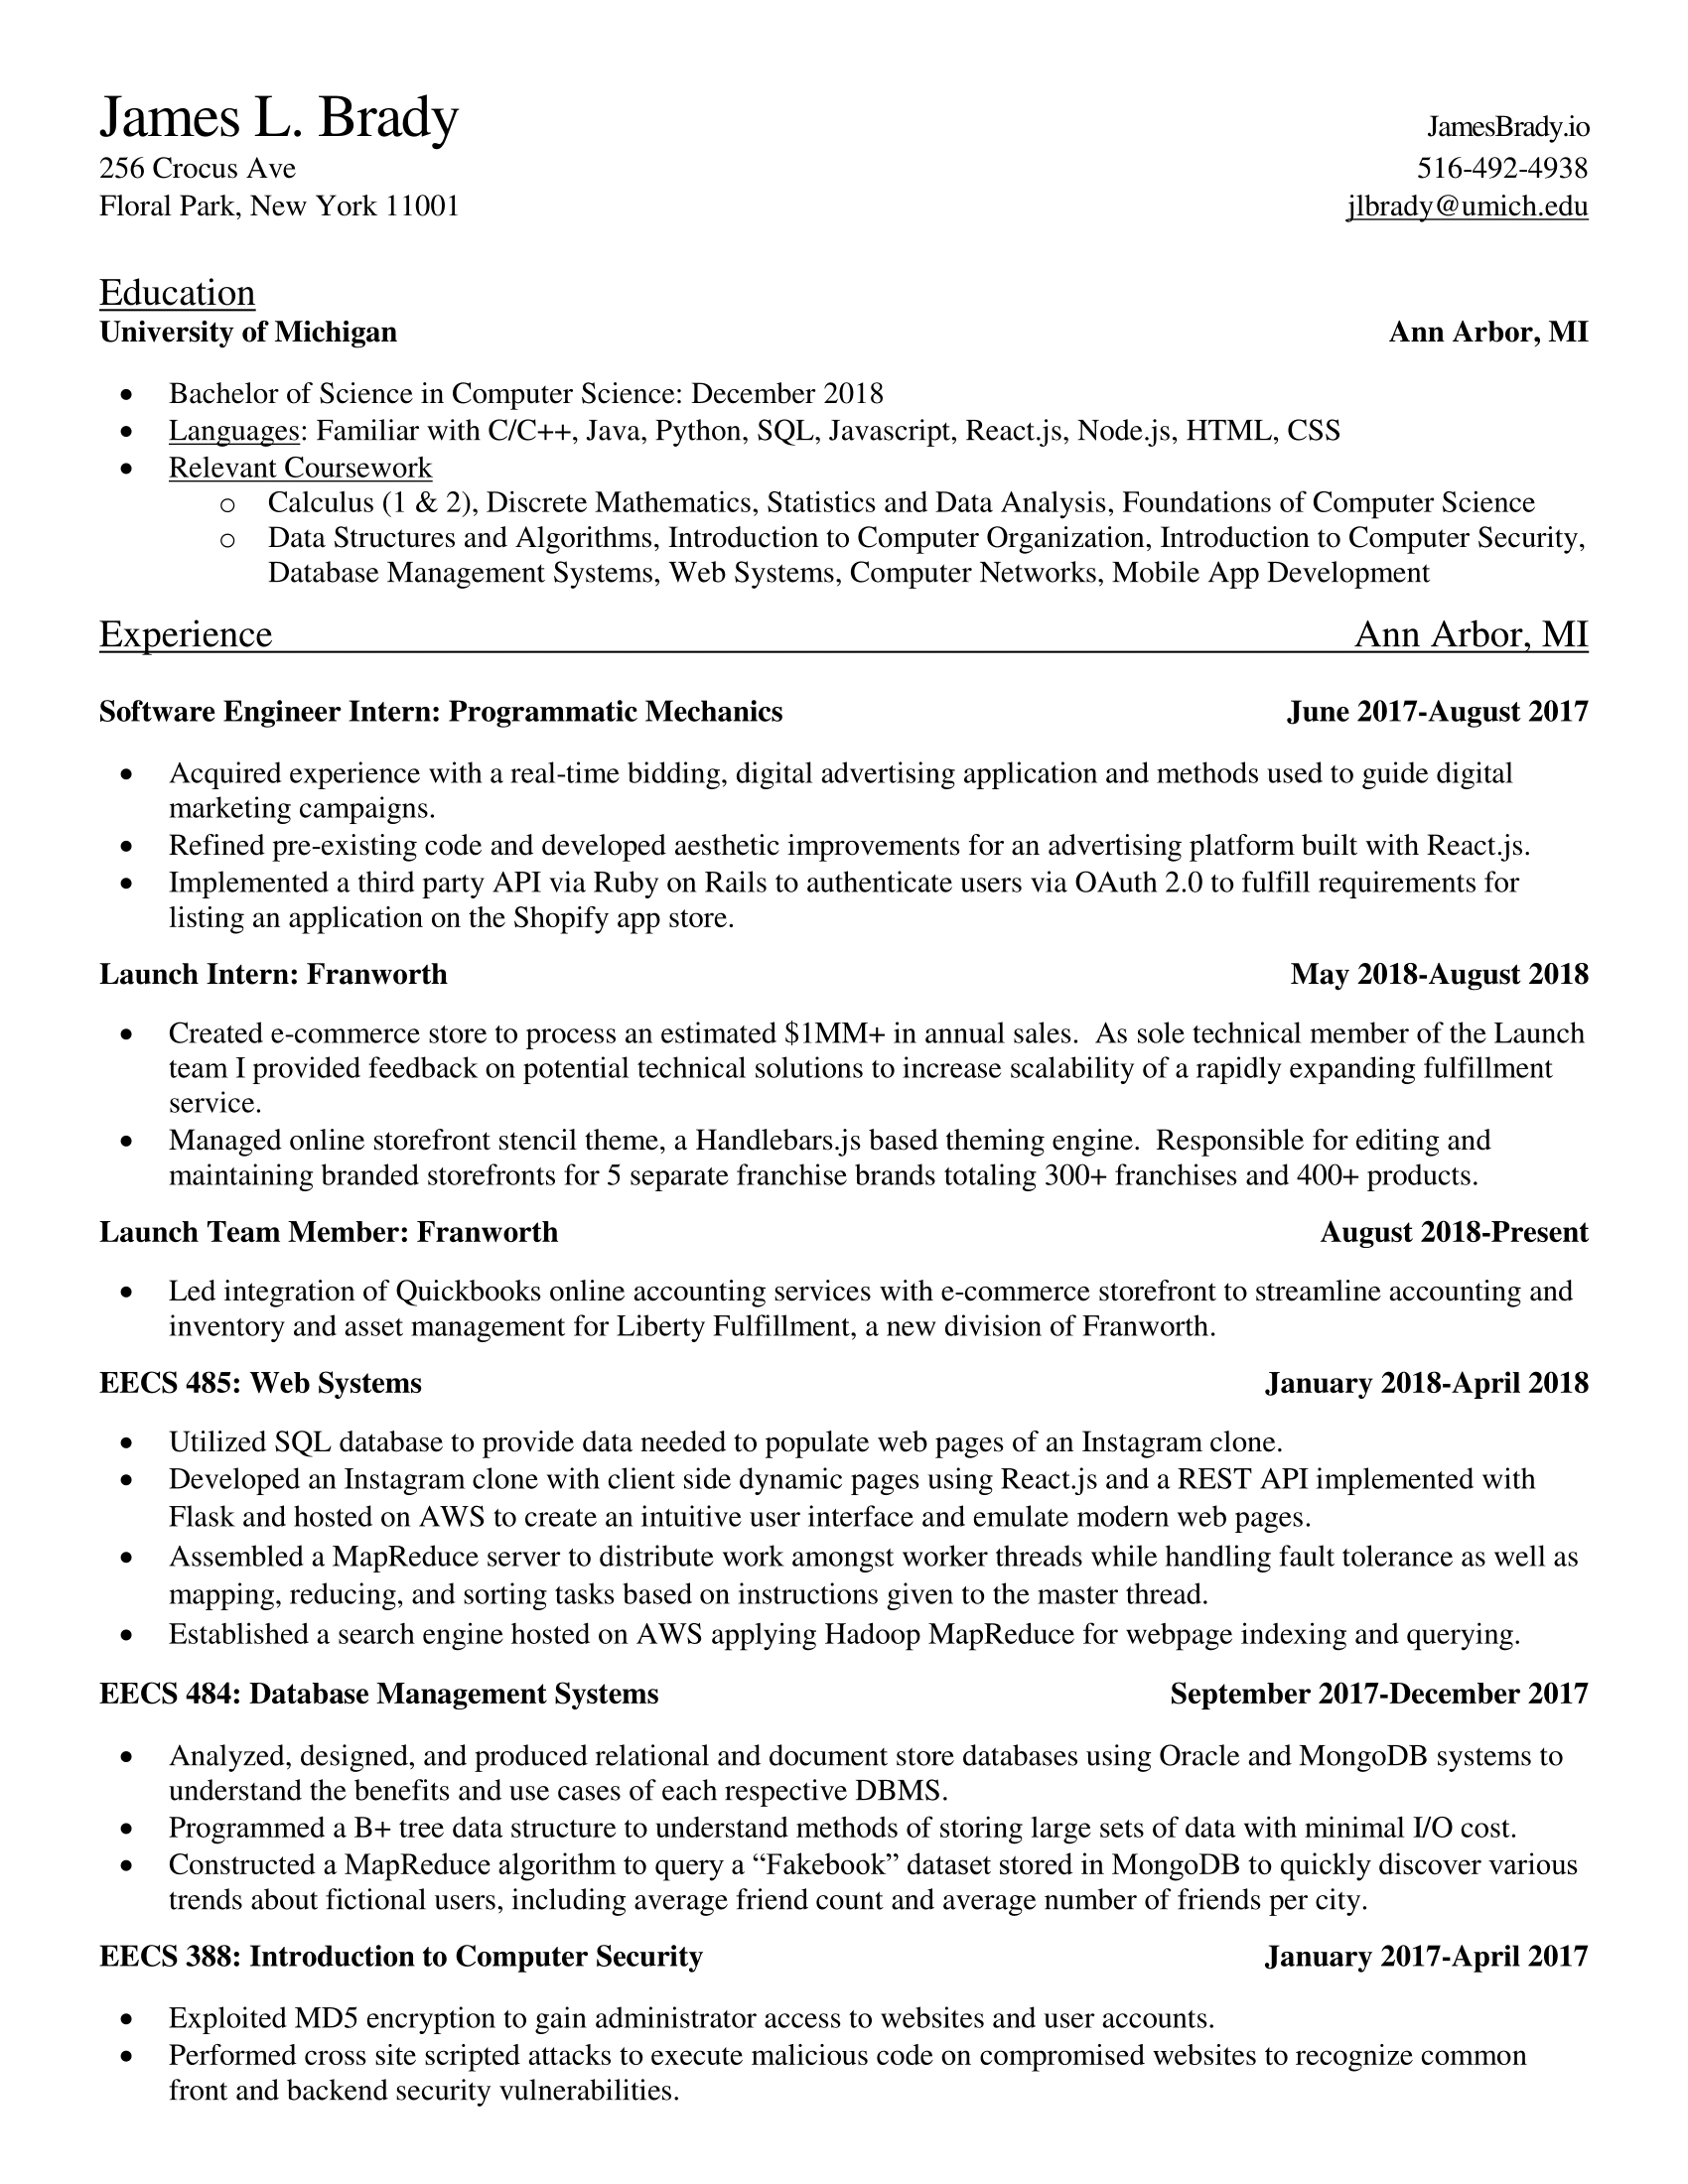 James L. Brady JamesBrady.io
256 Crocus Ave 516-492-4938
Floral Park, New York 11001 jlbrady@umich.edu
Education
University of Michigan Ann Arbor, MI
• Bachelor of Science in Computer Science: December 2018
• Languages: Familiar with C/C++, Java, Python, SQL, Javascript, React.js, Node.js, HTML, CSS
• Relevant Coursework
o Calculus (1 & 2), Discrete Mathematics, Statistics and Data Analysis, Foundations of Computer Science
o Data Structures and Algorithms, Introduction to Computer Organization, Introduction to Computer Security,
Database Management Systems, Web Systems, Computer Networks, Mobile App Development
Experience Ann Arbor, MI
Software Engineer Intern: Programmatic Mechanics June 2017-August 2017
• Acquired experience with a real-time bidding, digital advertising application and methods used to guide digital
marketing campaigns.
• Refined pre-existing code and developed aesthetic improvements for an advertising platform built with React.js.
• Implemented a third party API via Ruby on Rails to authenticate users via OAuth 2.0 to fulfill requirements for
listing an application on the Shopify app store.
Launch Intern: Franworth May 2018-August 2018
• Created e-commerce store to process an estimated $1MM+ in annual sales.  As sole technical member of the Launch
team I provided feedback on potential technical solutions to increase scalability of a rapidly expanding fulfillment
service.
• Managed online storefront stencil theme, a Handlebars.js based theming engine.  Responsible for editing and
maintaining branded storefronts for 5 separate franchise brands totaling 300+ franchises and 400+ products.
Launch Team Member: Franworth August 2018-Present
• Led integration of Quickbooks online accounting services with e-commerce storefront to streamline accounting and
inventory and asset management for Liberty Fulfillment, a new division of Franworth.
EECS 485: Web Systems January 2018-April 2018
• Utilized SQL database to provide data needed to populate web pages of an Instagram clone.
• Developed an Instagram clone with client side dynamic pages using React.js and a REST API implemented with
Flask and hosted on AWS to create an intuitive user interface and emulate modern web pages.
• Assembled a MapReduce server to distribute work amongst worker threads while handling fault tolerance as well as
mapping, reducing, and sorting tasks based on instructions given to the master thread.
• Established a search engine hosted on AWS applying Hadoop MapReduce for webpage indexing and querying.
EECS 484: Database Management Systems September 2017-December 2017
• Analyzed, designed, and produced relational and document store databases using Oracle and MongoDB systems to
understand the benefits and use cases of each respective DBMS.
• Programmed a B+ tree data structure to understand methods of storing large sets of data with minimal I/O cost.
• Constructed a MapReduce algorithm to query a “Fakebook” dataset stored in MongoDB to quickly discover various
trends about fictional users, including average friend count and average number of friends per city.
EECS 388: Introduction to Computer Security January 2017-April 2017
• Exploited MD5 encryption to gain administrator access to websites and user accounts.
• Performed cross site scripted attacks to execute malicious code on compromised websites to recognize common
front and backend security vulnerabilities.